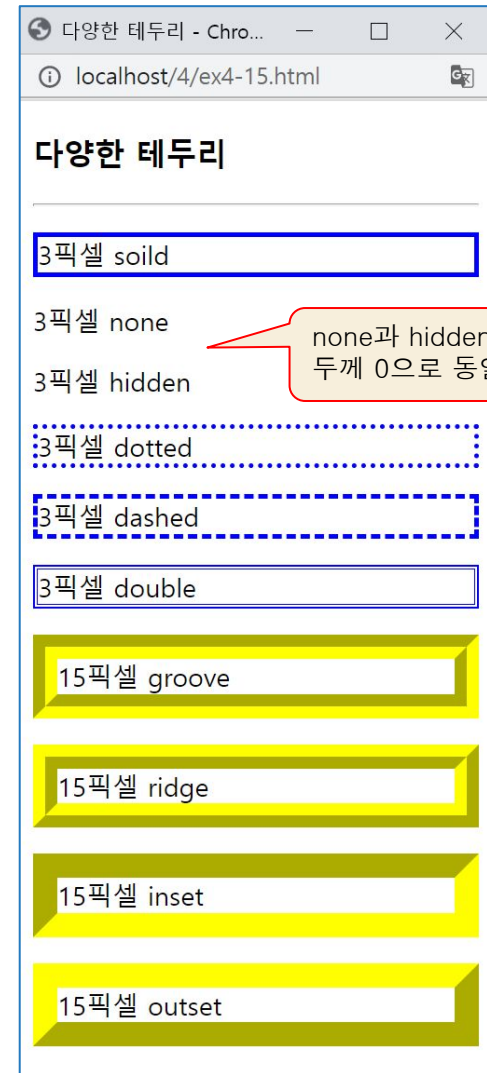 다양한 테두리 - Chro...
localhost/4/ex4-15.html
다양한 테두리
3픽셀 soild
3픽셀 none
none과 hidden
두께 0으로
3픽셀 hidden
3픽셀 dotted
3픽셀 dashed
3픽셀 double
15픽셀 groove
15픽셀 ridge
15픽셀 inset
15픽셀 outset